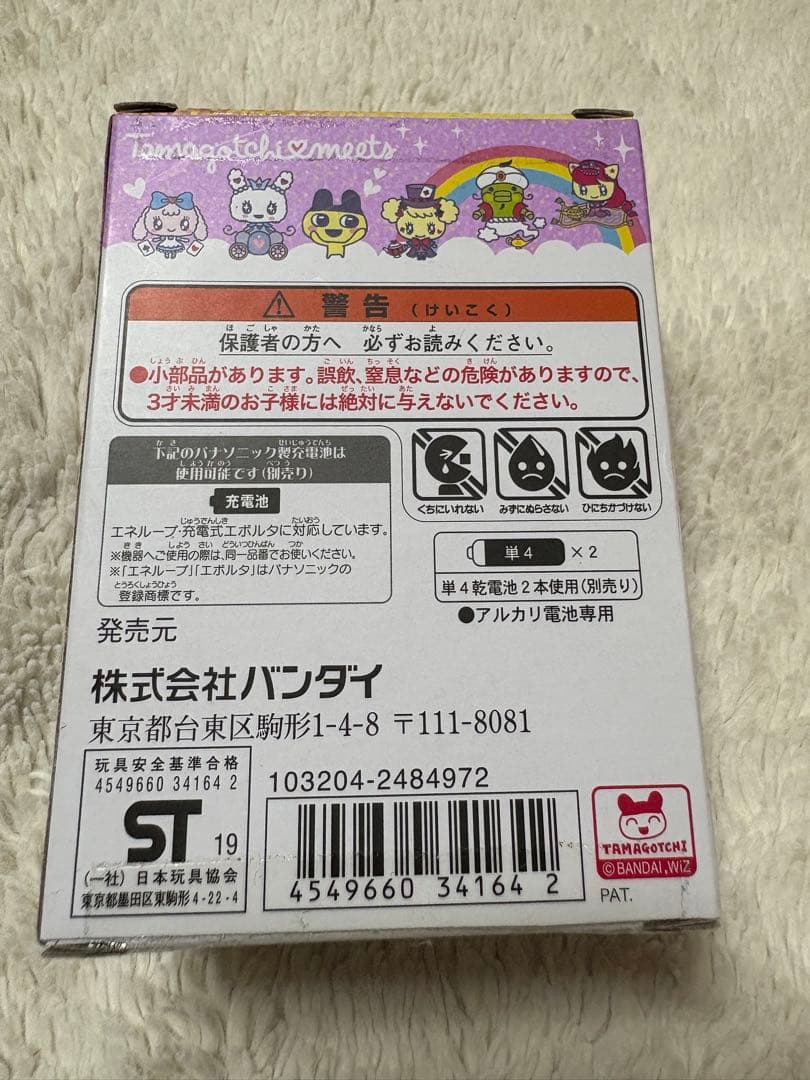 Tamagotchi meets
警告 (けいこく)
保護者の方へ 必ずお読みください。
●小部品があります。誤飲、窒息などの危険がありますので、
3才未満のお子様には絶対に与えないでください。
下記のパナソニック製充電池は
使用可能です(別売り)
充電池
エネループ・充電式エボルタに対応しています。
※機器へご使用の際は、同一品番でお使いください。
※「エネループ」「エボルタ」はパナソニックの
登録商標です。
くちにいれない
みずにぬらさない
ひにちかづけない
単4 ×2
単4乾電池2本使用(別売り)
●アルカリ電池専用
発売元
株式会社バンダイ
東京都台東区駒形1-4-8 〒111-8081
玩具安全基準合格
4549660 34164 2
ST 19
(一社) 日本玩具協会
東京都墨田区東駒形4-22-4
103204-2484972
4549660 341642
TAMAGOTCHI
©BANDAI,WiZ
PAT.